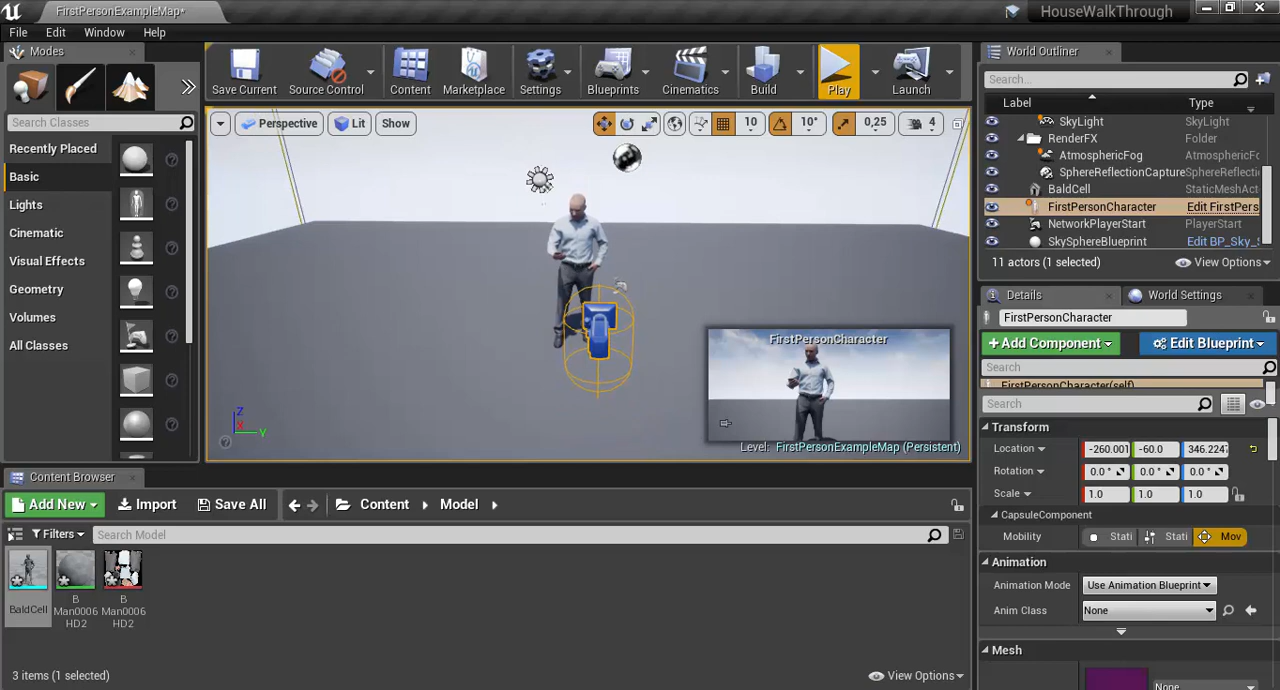 FirstPersonExampleMap*
HouseWalkThrough
File Edit Window Help
Modes
Search Classes
Recently Placed
Basic
Lights
Cinematic
Visual Effects
Geometry
Volumes
All Classes
Save Current
Source Control
Content
Marketplace
Settings
Blueprints
Cinematics
Build
Play
Launch
Perspective
Lit
Show
10
10°
0,25
4
FirstPersonCharacter
Level: FirstPersonExampleMap (Persistent)
Z
X
Y
World Outliner
Search...
Label Type
SkyLight SkyLight
RenderFX Folder
AtmosphericFog AtmosphericFo
SphereReflectionCapture SphereReflecti
BaldCell StaticMeshAct
FirstPersonCharacter Edit FirstPers
NetworkPlayerStart PlayerStart
SkySphereBlueprint Edit BP_Sky_S
11 actors (1 selected)
View Options
Details
World Settings
FirstPersonCharacter
Add Component
Edit Blueprint
Search
FirstPersonCharacter(self)
Search
Transform
Location -260.001 -60.0 346.224
Rotation 0.0° 0.0° 0.0°
Scale 1.0 1.0 1.0
CapsuleComponent
Mobility Stati Stati Mov
Animation
Animation Mode Use Animation Blueprint
Anim Class None
Mesh
None
Content Browser
Add New
Import
Save All
Content
Model
Filters
Search Model
BaldCell
B
Man0006
HD2
B
Man0006
HD2
3 items (1 selected)
View Options